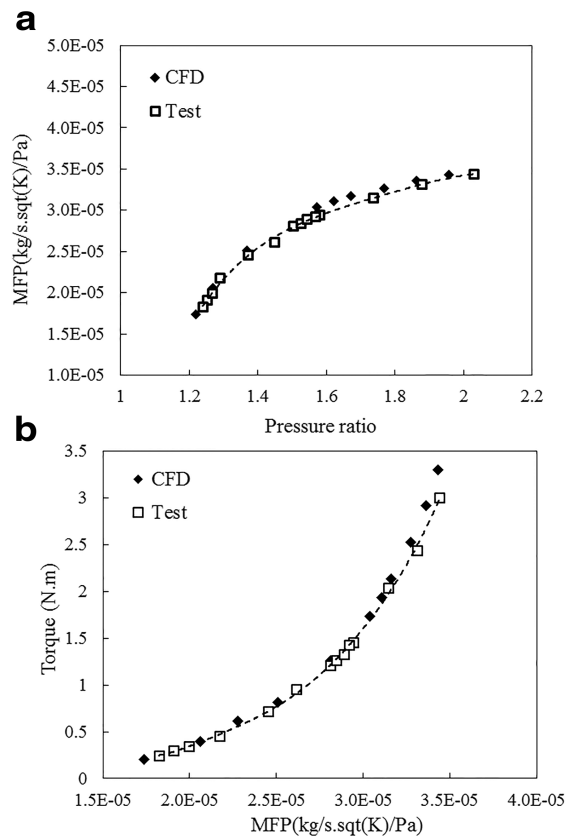 a
5.0E-05
4.5E-05
4.0E-05
3.5E-05
3.0E-05
2.5E-05
2.0E-05
1.5E-05
1.0E-05
MFP(kg/s.sqt(K)/Pa)
CFD
Test
1
1.2
1.4
1.6
1.8
2
2.2
Pressure ratio
b
3.5
3
2.5
2
1.5
1
0.5
0
Torque (N.m)
CFD
Test
1.5E-05
2.0E-05
2.5E-05
3.0E-05
3.5E-05
4.0E-05
MFP(kg/s.sqt(K)/Pa)